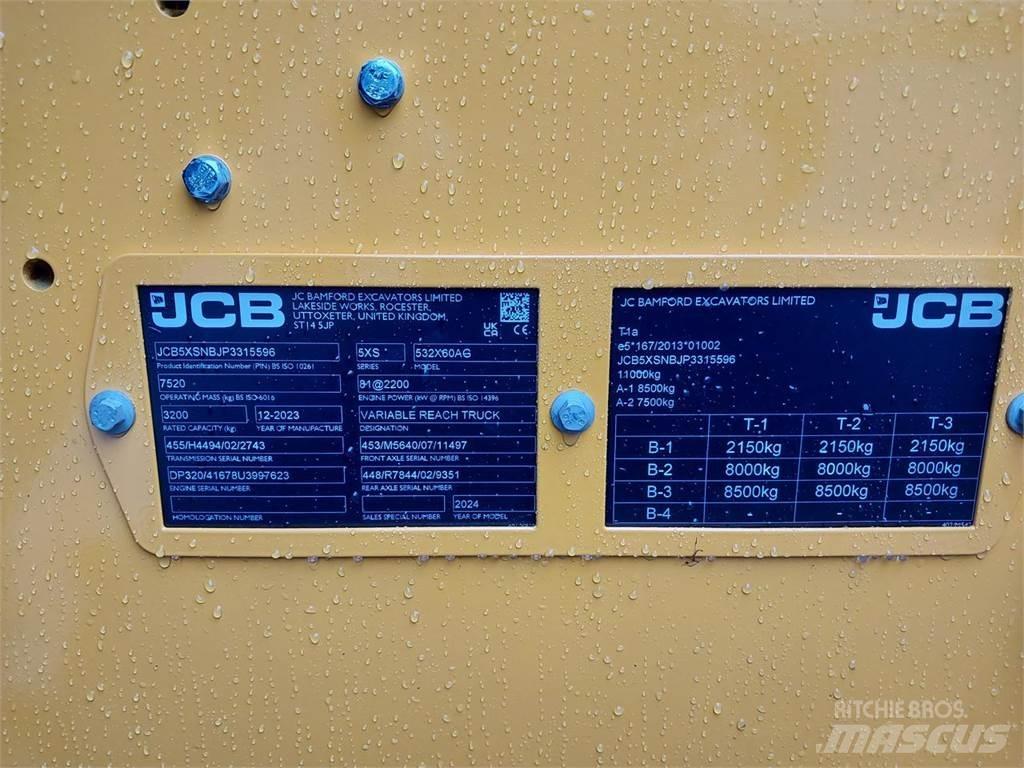 JCB
JC BAMFORD EXCAVATORS LIMITED
LAKESIDE WORKS, ROCESTER,
UTTOXETER, UNITED KINGDOM,
ST14 5JP
UK CA CE
JCB5XSNBJP3315596 5XS 532X60AG
Product Identification Number (PIN) BS ISO 10261 SERIES MODEL
7520 81@2200
OPERATING MASS (kg) BS ISO 6016 ENGINE POWER (kW @ RPM) BS ISO 14396
3200 12-2023 VARIABLE REACH TRUCK
RATED CAPACITY (kg) YEAR OF MANUFACTURE DESIGNATION
455/H4494/02/2743 453/M5640/07/11497
TRANSMISSION SERIAL NUMBER FRONT AXLE SERIAL NUMBER
DP320/41678U3997623 448/R7844/02/9351
ENGINE SERIAL NUMBER REAR AXLE SERIAL NUMBER
2024
HOMOLOGATION NUMBER SALES SPECIAL NUMBER YEAR OF MODEL
JC BAMFORD EXCAVATORS LIMITED JCB
T-1a
e5*167/2013*01002
JCB5XSNBJP3315596
11000kg
A-1 8500kg
A-2 7500kg
T-1 T-2 T-3
B-1 2150kg 2150kg 2150kg
B-2 8000kg 8000kg 8000kg
B-3 8500kg 8500kg 8500kg
B-4 - - -
RITCHIE BROS.
MASCUS